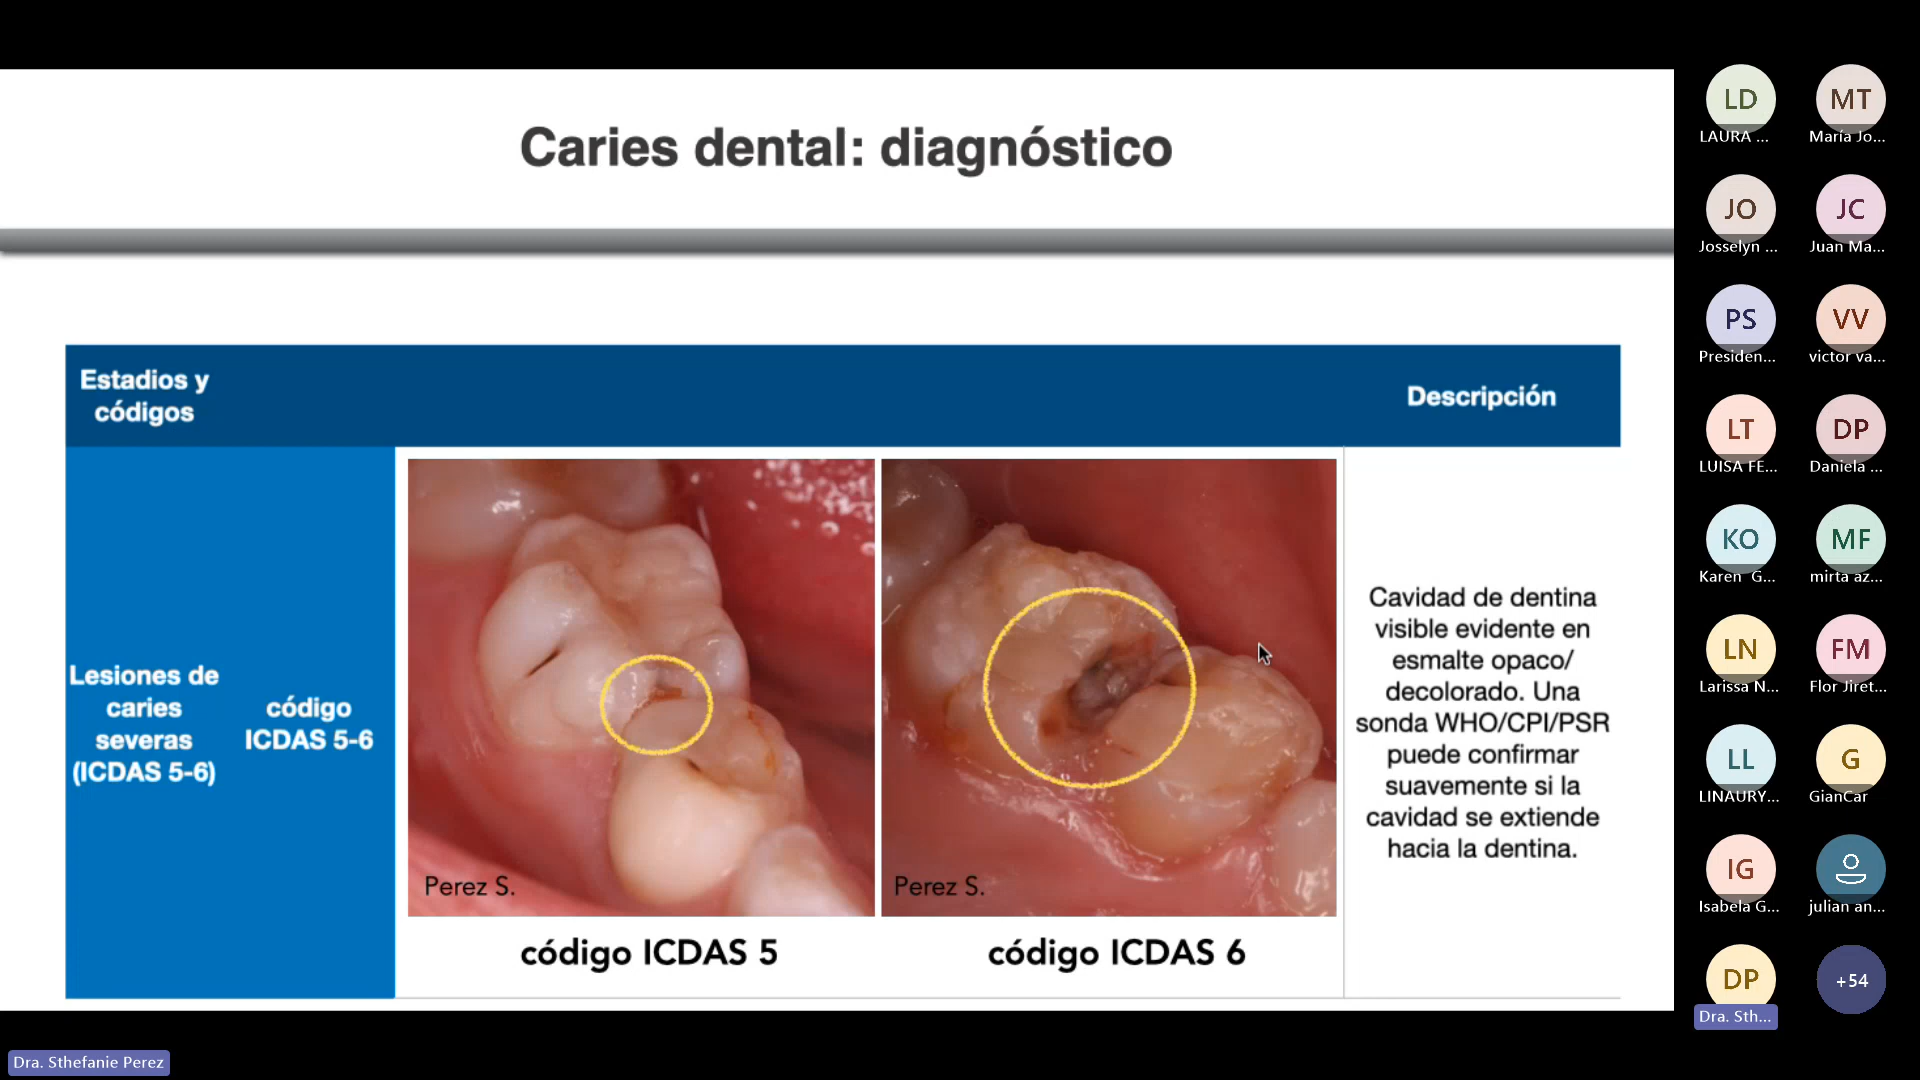 Caries dental: diagnóstico
Estadios y
códigos
Descripción
Lesiones de
caries
severas
(ICDAS 5-6)
código
ICDAS 5-6
Perez S.
Perez S.
código ICDAS 5
código ICDAS 6
Cavidad de dentina
visible evidente en
esmalte opaco/
decolorado. Una
sonda WHO/CPI/PSR
puede confirmar
suavemente si la
cavidad se extiende
hacia la dentina.
LD
LAURA ...
MT
María Jo...
JO
Josselyn ...
JC
Juan Ma...
PS
Presiden...
VV
victor va...
LT
LUISA FE...
DP
Daniela ...
KO
Karen G...
MF
mirta az...
LN
Larissa N...
FM
Flor Jiret...
LL
LINAURY...
G
GianCar
IG
Isabela G...
julian an...
DP
Dra. Sth...
+54
Dra. Sthefanie Perez